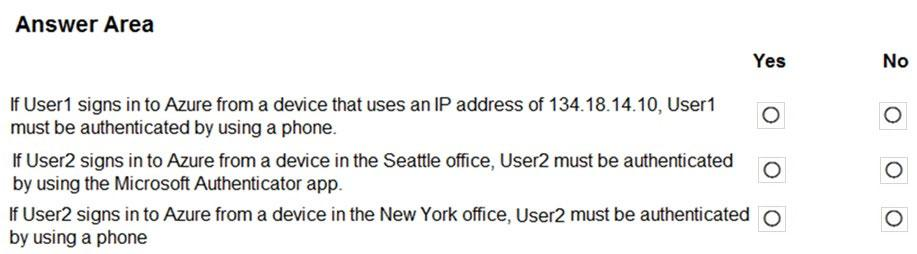 Answer Area
Yes No
If User1 signs in to Azure from a device that uses an IP address of 134.18.14.10, User1
must be authenticated by using a phone.
If User2 signs in to Azure from a device in the Seattle office, User2 must be authenticated
by using the Microsoft Authenticator app.
If User2 signs in to Azure from a device in the New York office, User2 must be authenticated
by using a phone